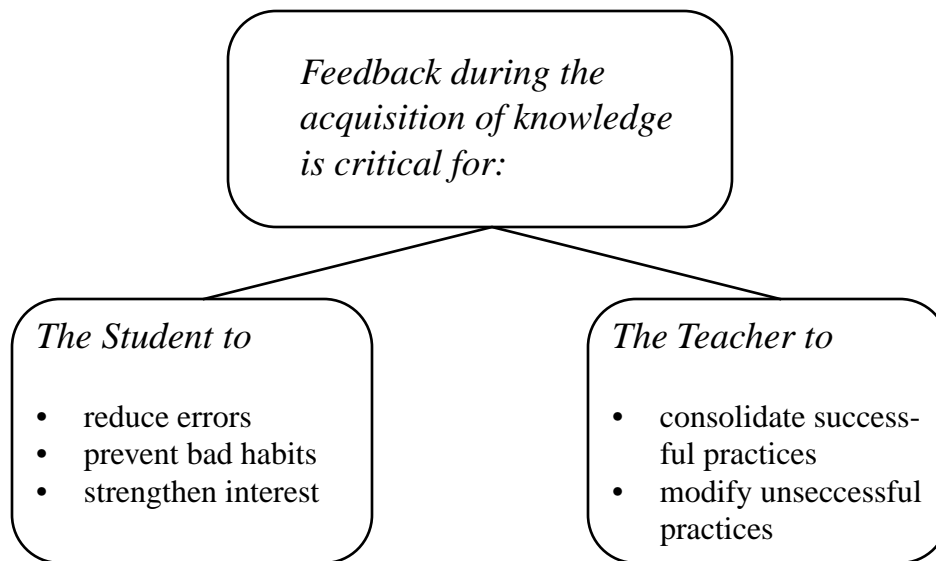 Feedback during the
acquisition of knowledge
is critical for:
The Student to
• reduce errors
• prevent bad habits
• strengthen interest
The Teacher to
• consolidate success-
ful practices
• modify unseccessful
practices